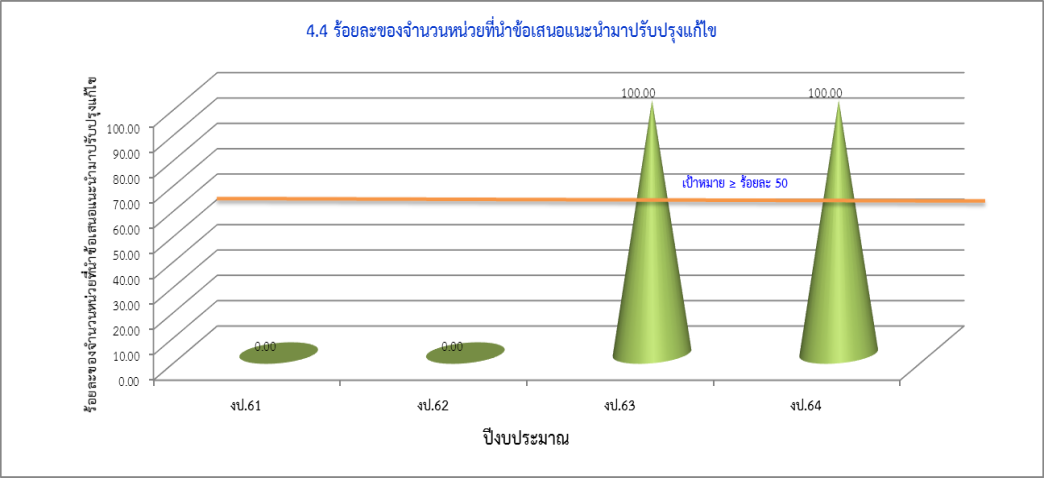 4.4 ร้อยละของจำนวนหน่วยที่นำข้อเสนอแนะนำมาปรับปรุงแก้ไข
ร้อยละของจำนวนหน่วยที่นำข้อเสนอแนะนำมาปรับปรุงแก้ไข
100.00
90.00
80.00
70.00
60.00
50.00
40.00
30.00
20.00
10.00
0.00
0.00
0.00
100.00
100.00
เป้าหมาย ≥ ร้อยละ 50
งป.61
งป.62
งป.63
งป.64
ปีงบประมาณ